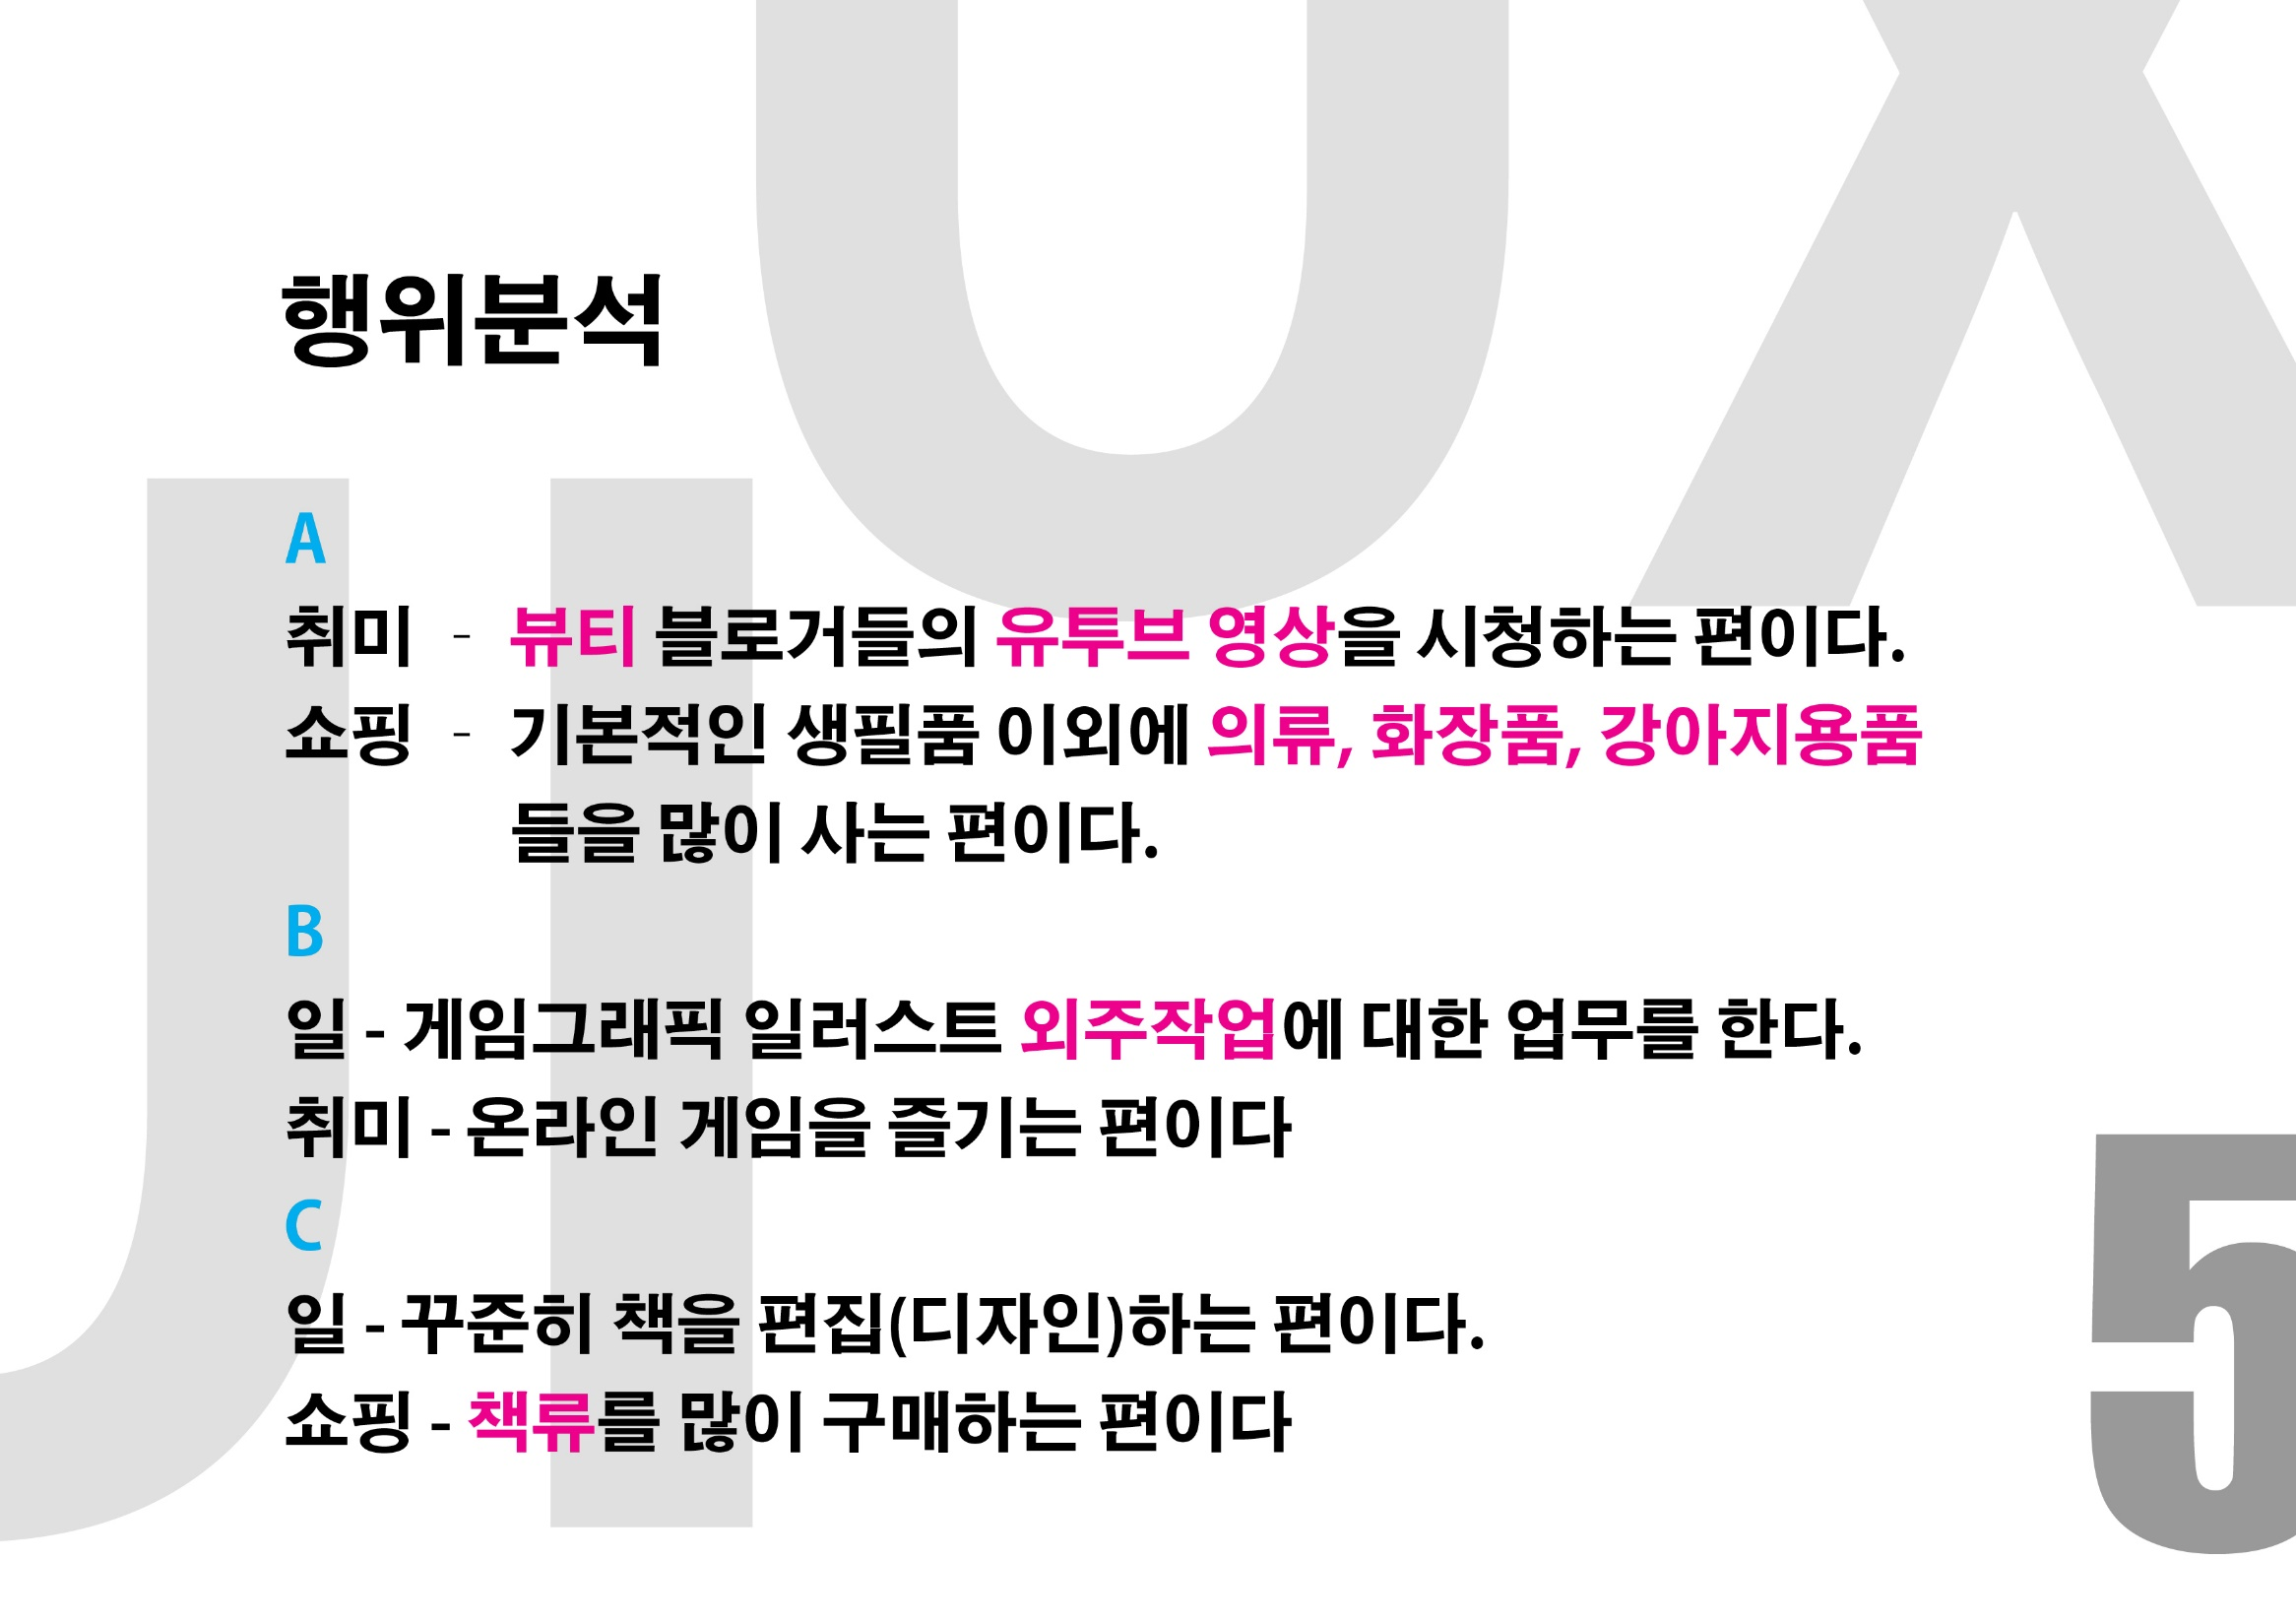 UX
UI
행위분석
A
취미 - 뷰티 블로거들의 유튜브 영상을 시청하는 편이다.
쇼핑 - 기본적인 생플품 이외에 의류, 화장품, 강아지용품
들을 많이 사는 편이다.
B
일 - 게임그래픽 일러스트 의주작업에 대한 업무를 한다.
취미 - 온라인 게임을 즐기는 편이다
C
일 - 꾸준히 책을 편집(디자인)하는 편이다.
쇼핑 - 책류를 많이 구매하는 편이다
5